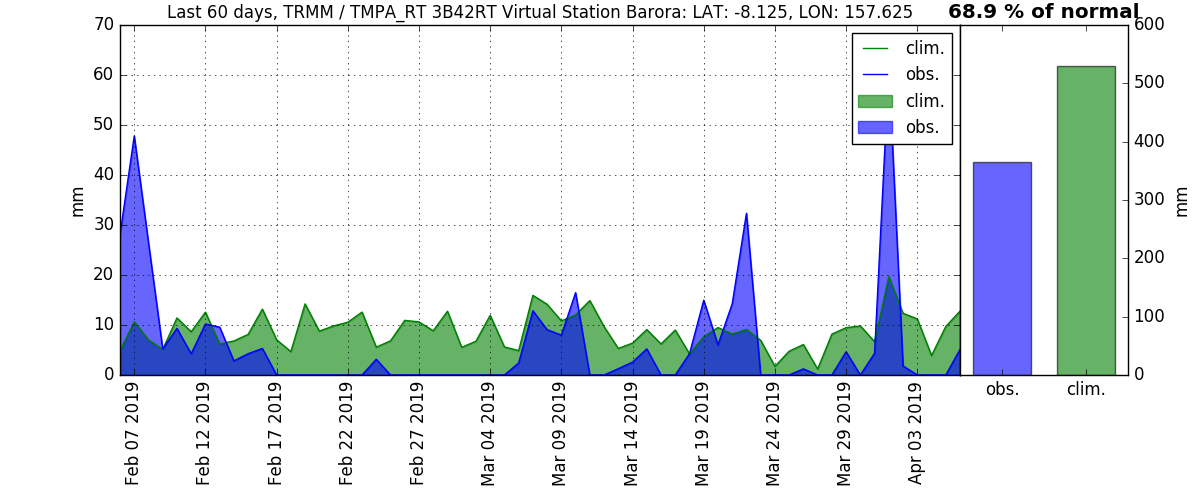 Last 60 days, TRMM / TMPA_RT 3B42RT Virtual Station Barora: LAT: -8.125, LON: 157.625
68.9 % of normal
70
60
50
40
30
20
10
0
mm
clim.
obs.
clim.
obs.
600
500
400
300
200
100
0
mm
obs.
clim.
Feb 07 2019
Feb 12 2019
Feb 17 2019
Feb 22 2019
Feb 27 2019
Mar 04 2019
Mar 09 2019
Mar 14 2019
Mar 19 2019
Mar 24 2019
Mar 29 2019
Apr 03 2019